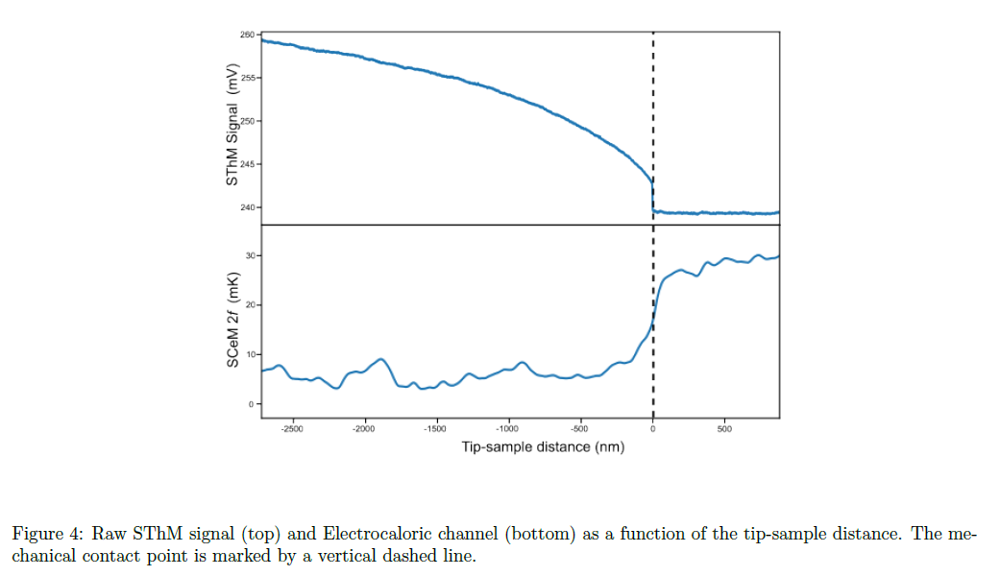 260
255
250
245
240
SThM Signal (mV)
30
20
10
0
SCeM 2f (mK)
-2500 -2000 -1500 -1000 -500 0 500
Tip-sample distance (nm)
Figure 4: Raw SThM signal (top) and Electrocaloric channel (bottom) as a function of the tip-sample distance. The me-
chanical contact point is marked by a vertical dashed line.